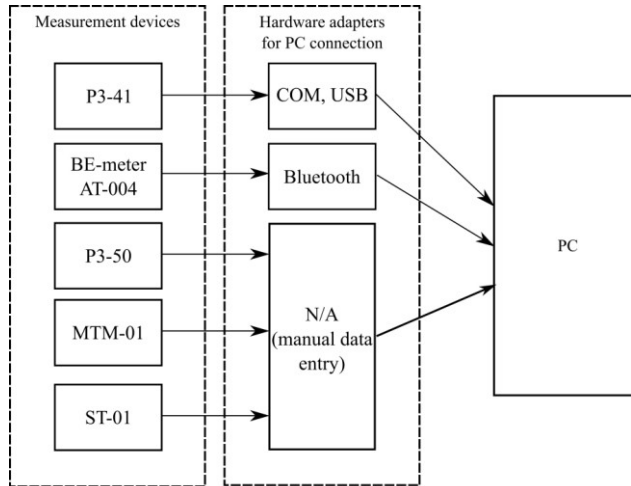 Measurement devices
Hardware adapters
for PC connection
P3-41
COM, USB
BE-meter
AT-004
Bluetooth
P3-50
PC
N/A
(manual data
entry)
MTM-01
ST-01